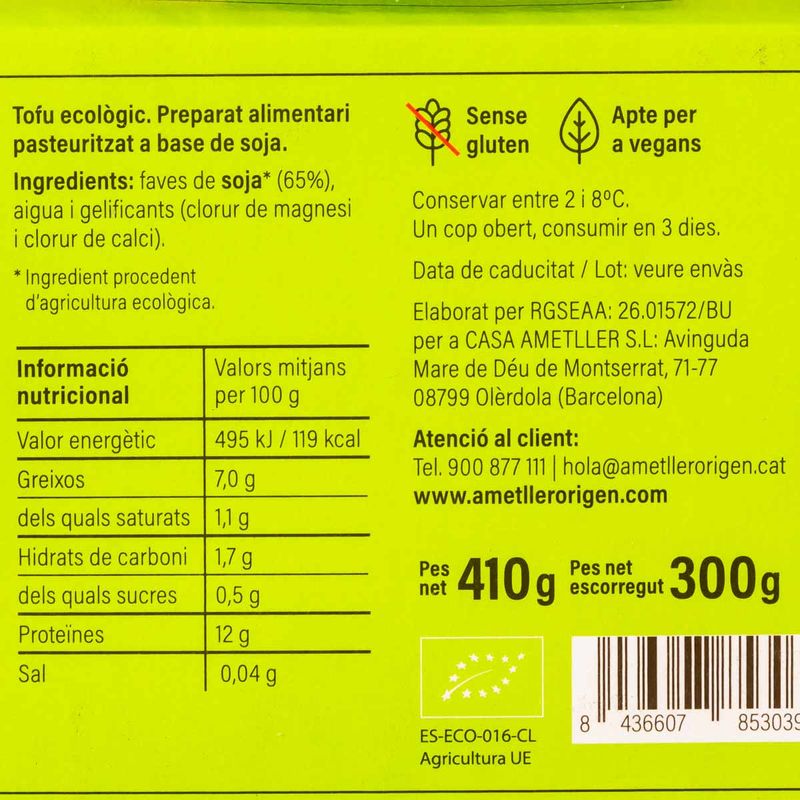 Tofu ecològic. Preparat alimentari
pasteuritzat a base de soja.
Ingredients: faves de soja* (65%),
aigua i gelificants (clorur de magnesi
i clorur de calci).
* Ingredient procedent
d'agricultura ecològica.
Informació nutricional | Valors mitjans per 100 g
Valor energètic | 495 kJ / 119 kcal
Greixos | 7,0 g
dels quals saturats | 1,1 g
Hidrats de carboni | 1,7 g
dels quals sucres | 0,5 g
Proteïnes | 12 g
Sal | 0,04 g
Sense
gluten
Apte per
a vegans
Conservar entre 2 i 8ºC.
Un cop obert, consumir en 3 dies.
Data de caducitat / Lot: veure envàs
Elaborat per RGSEAA: 26.01572/BU
per a CASA AMETLLER S.L: Avinguda
Mare de Déu de Montserrat, 71-77
08799 Olèrdola (Barcelona)
Atenció al client:
Tel. 900 877 111 | hola@ametllerorigen.cat
www.ametllerorigen.com
Pes net 410g
Pes net escorregut 300g
ES-ECO-016-CL
Agricultura UE
8 436607 853039